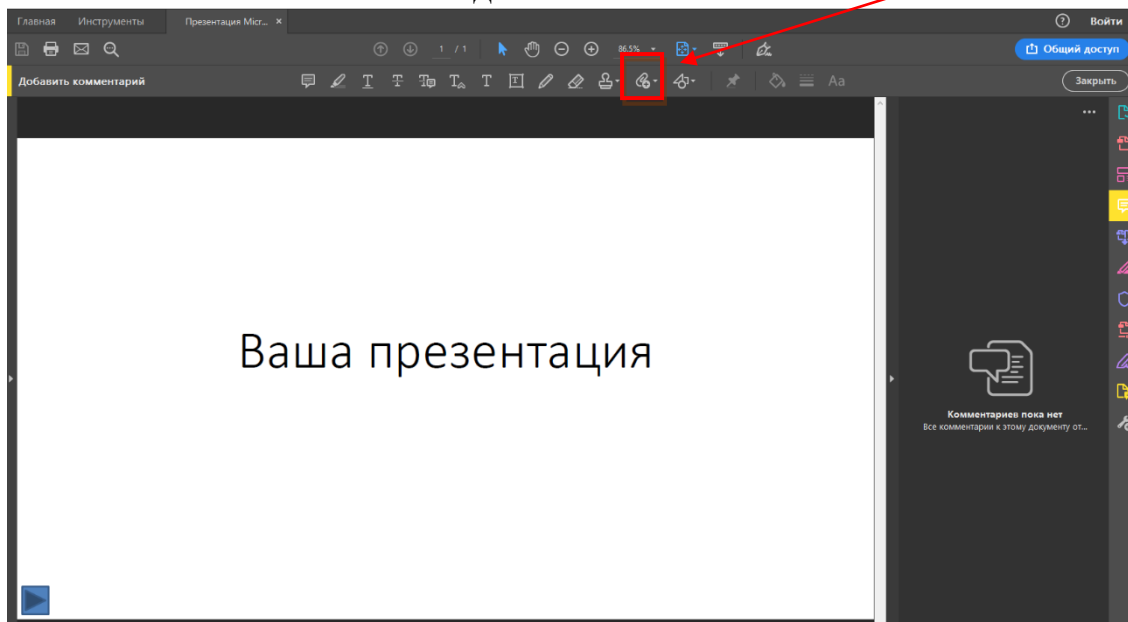 Главная Инструменты Презентация Micr... ×
Войти
1 / 1
86.5%
Общий доступ
Добавить комментарий
Aa
Закрыть
Ваша презентация
Комментариев пока нет
Все комментарии к этому документу от...